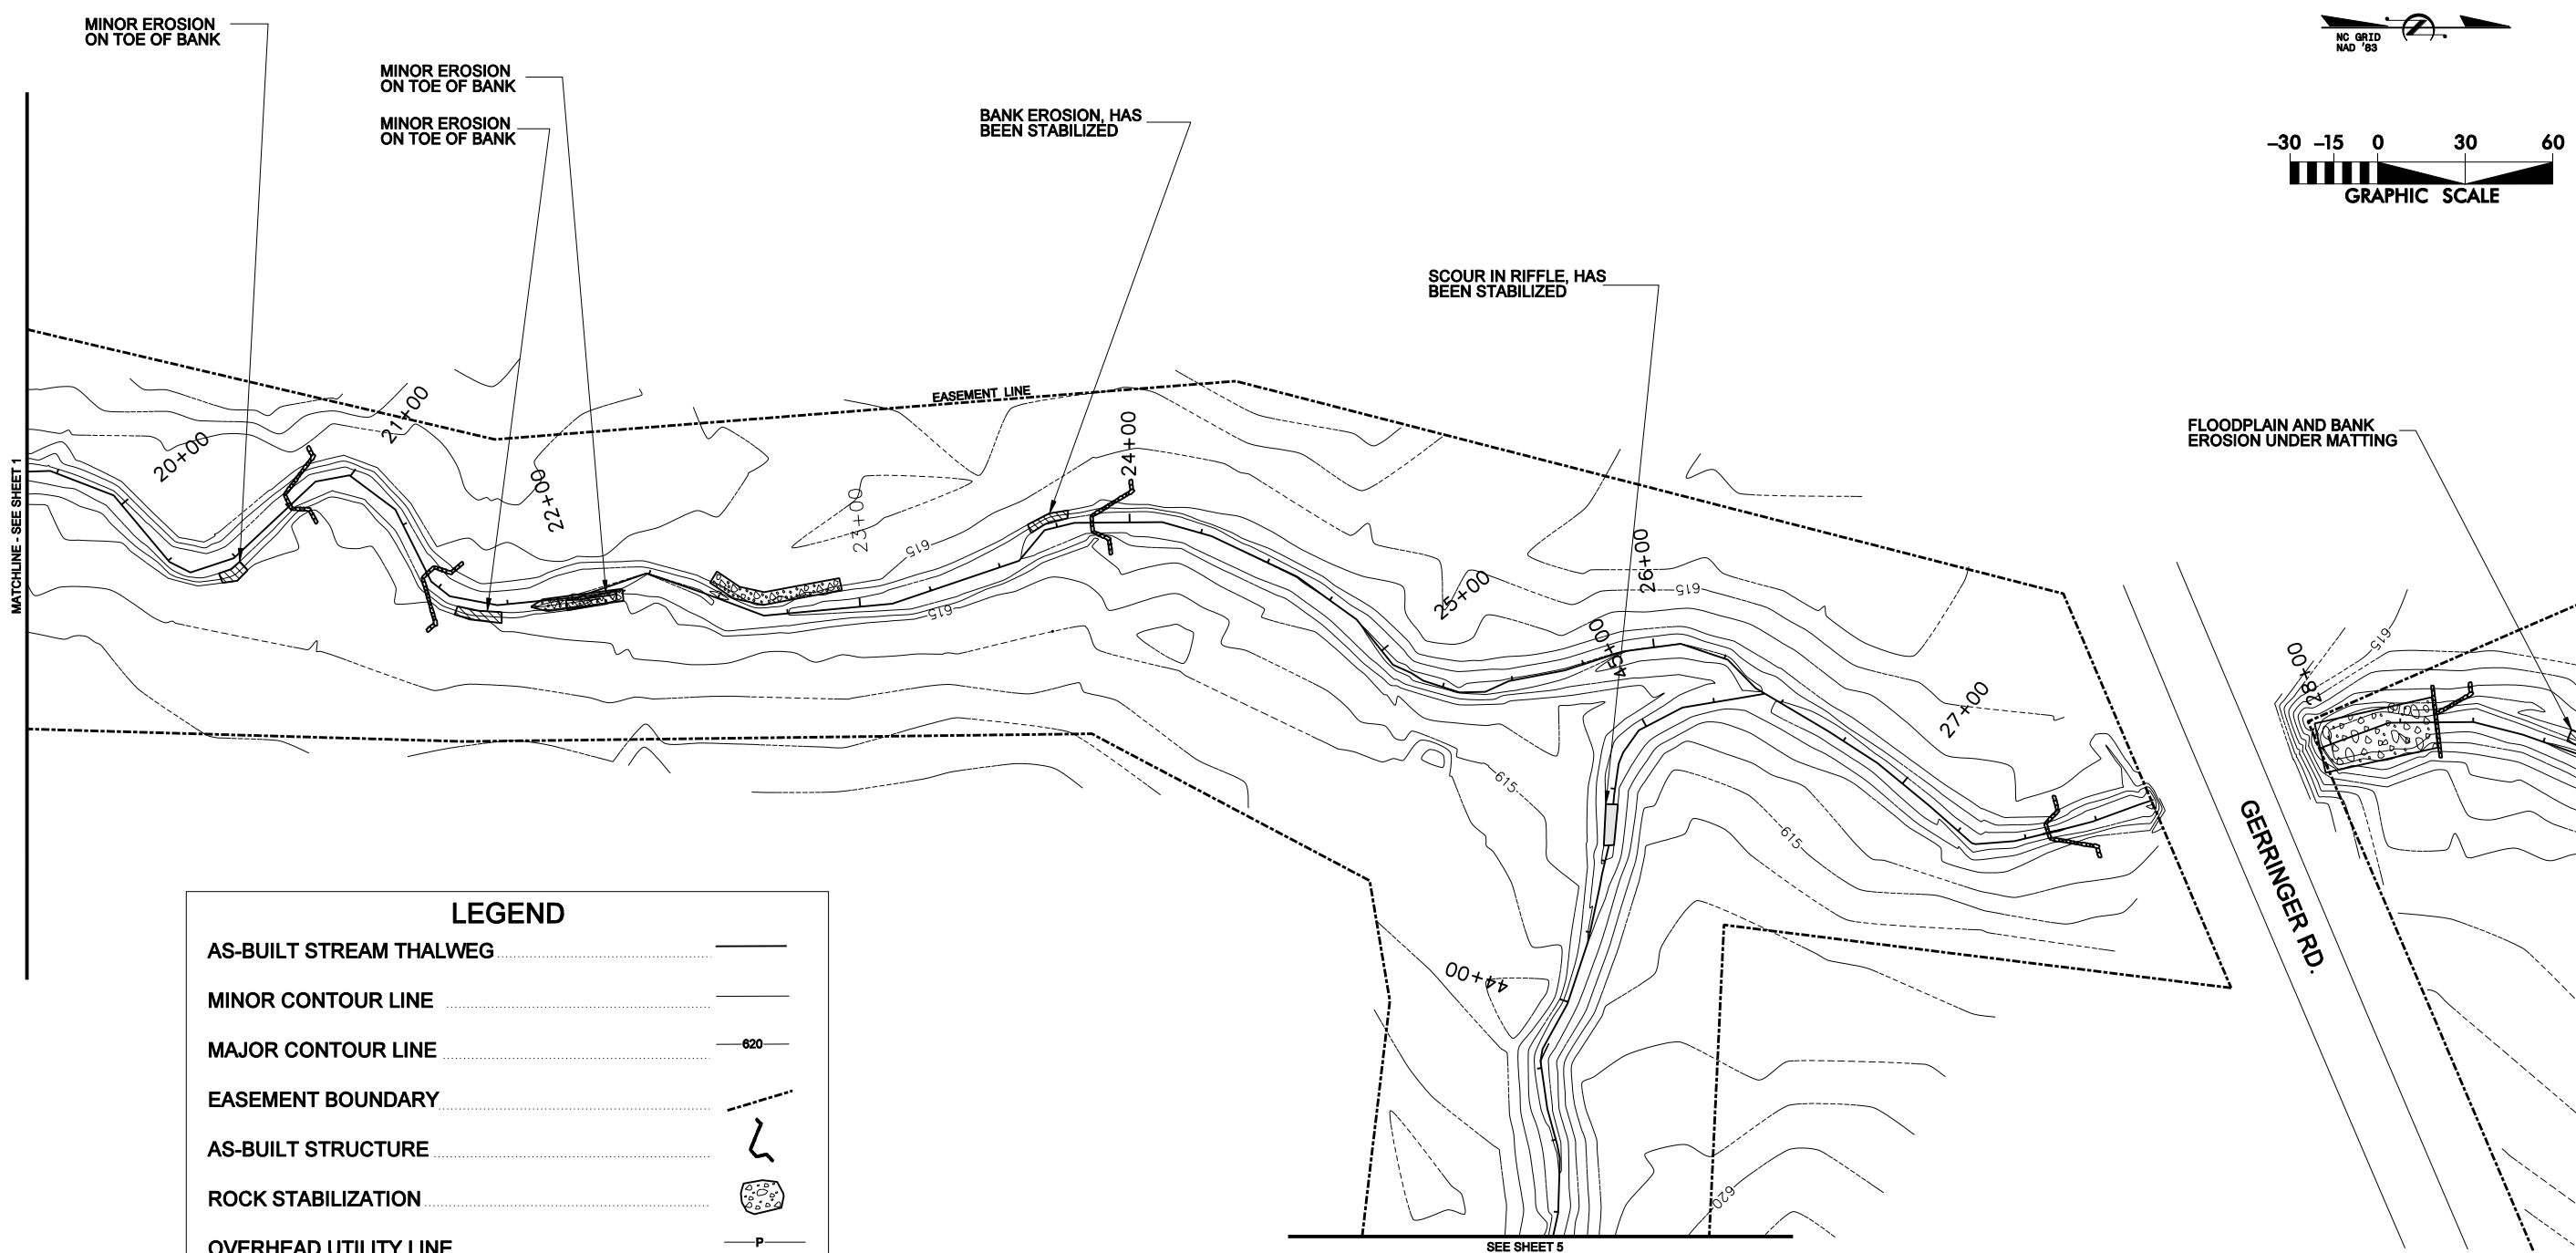 MINOR EROSION
ON TOE OF BANK
NC GRID
NAD '83
MINOR EROSION
ON TOE OF BANK
MINOR EROSION
ON TOE OF BANK
BANK EROSION, HAS
BEEN STABILIZED
-30 -15 0 30 60
GRAPHIC SCALE
SCOUR IN RIFFLE, HAS
BEEN STABILIZED
FLOODPLAIN AND BANK
EROSION UNDER MATTING
EASEMENT LINE
MATCHLINE - SEE SHEET 1
20+00
21+00
22+00
23+00
24+00
25+00
26+00
27+00
28+00
45+00
44+00
615
615
615
615
615
615
620
GERRINGER RD.
LEGEND
AS-BUILT STREAM THALWEG
MINOR CONTOUR LINE
MAJOR CONTOUR LINE 620
EASEMENT BOUNDARY
AS-BUILT STRUCTURE
ROCK STABILIZATION
OVERHEAD UTILITY LINE P
SEE SHEET 5